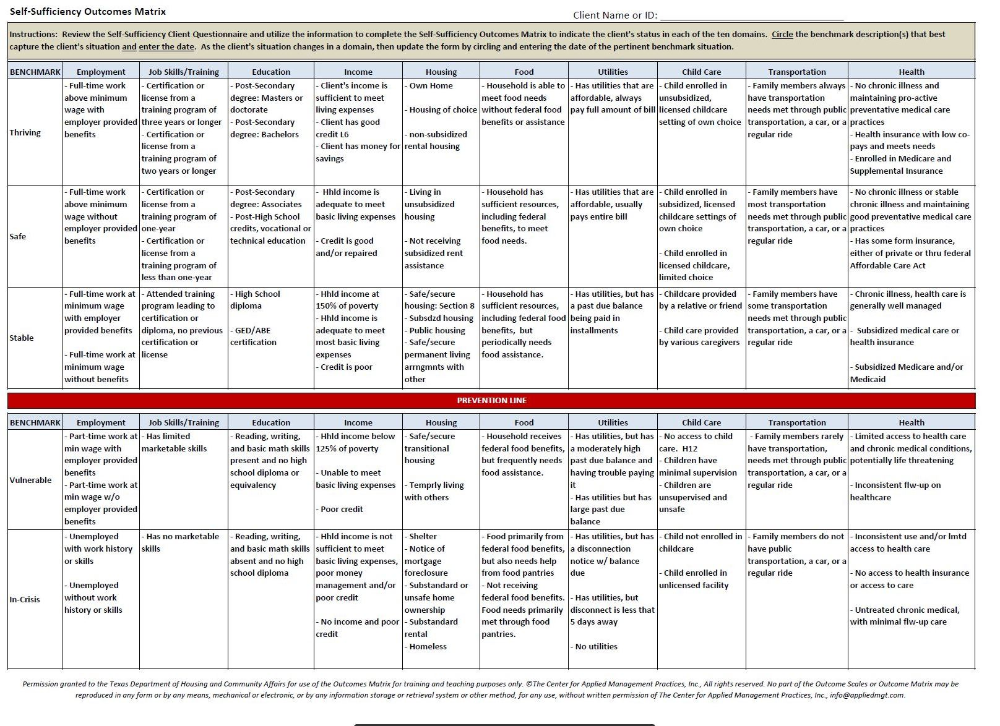 Self-Sufficiency Outcomes Matrix
Client Name or ID:
Instructions: Review the Self-Sufficiency Client Questionnaire and utilize the information to complete the Self-Sufficiency Outcomes Matrix to indicate the client's status in each of the ten domains. Circle the benchmark description(s) that best
capture the client's situation and enter the date. As the client's situation changes in a domain, then update the form by circling and entering the date of the pertinent benchmark situation.
BENCHMARK Employment Job Skills/Training Education Income Housing Food Utilities Child Care Transportation Health
Thriving
- Full-time work
above minimum
wage with
employer provided
benefits
- Certification or
license from a
training program of
three years or longer
- Certification or
license from a
training program of
two years or longer
- Post-Secondary
degree: Masters or
doctorate
- Post-Secondary
degree: Bachelors
- Client's income is
sufficient to meet
living expenses
- Client has good
credit L6
- Client has money for
savings
- Own Home
- Housing of choice
- non-subsidized
rental housing
- Household is able to
meet food needs
without federal food
benefits or assistance
- Has utilities that are
affordable, always
pay full amount of bill
- Child enrolled in
unsubsidized,
licensed childcare
setting of own choice
- Family members always
have transportation
needs met through public
transportation, a car, or a
regular ride
- No chronic illness and
maintaining pro-active
preventative medical care
practices
- Health insurance with low co-
pays and meets needs
- Enrolled in Medicare and
Supplemental Insurance
Safe
- Full-time work
above minimum
wage without
employer provided
benefits
- Certification or
license from a
training program of
one-year
- Certification or
license from a
training program of
less than one-year
- Post-Secondary
degree: Associates
- Post-High School
credits, vocational or
technical education
- Hhld income is
adequate to meet
basic living expenses
- Credit is good
and/or repaired
- Living in
unsubsidized
housing
- Not receiving
subsidized rent
assistance
- Household has
sufficient resources,
including federal
benefits, to meet
food needs.
- Has utilities that are
affordable, usually
pays entire bill
- Child enrolled in
subsidized, licensed
childcare settings of
own choice
- Child enrolled in
licensed childcare,
limited choice
- Family members have
most transportation
needs met through public
transportation, a car, or a
regular ride
- No chronic illness or stable
chronic illness and maintaining
good preventative medical care
practices
- Has some form insurance,
either of private or thru federal
Affordable Care Act
Stable
- Full-time work at
minimum wage
with employer
provided benefits
- Full-time work at
minimum wage
without benefits
- Attended training
program leading to
certification or
diploma, no previous
certification or
license
- High School
diploma
- GED/ABE
certification
- Hhld income at
150% of poverty
- Hhld income is
adequate to meet
most basic living
expenses
- Credit is poor
- Safe/secure
housing: Section 8
- Subsdzd housing
- Public housing
- Safe/secure
permanent living
arrngmnts with
other
- Household has
sufficient resources,
including federal food
benefits, but
periodically needs
food assistance.
- Has utilities, but has
a past due balance
being paid in
installments
- Childcare provided
by a relative or friend
- Child care provided
by various caregivers
- Family members have
some transportation
needs met through public
transportation, a car, or a
regular ride
- Chronic illness, health care is
generally well managed
- Subsidized medical care or
health insurance
- Subsidized Medicare and/or
Medicaid
PREVENTION LINE
BENCHMARK Employment Job Skills/Training Education Income Housing Food Utilities Child Care Transportation Health
Vulnerable
- Part-time work at
min wage with
employer provided
benefits
- Part-time work at
min wage w/o
employer provided
benefits
- Has limited
marketable skills
- Reading, writing,
and basic math skills
present and no high
school diploma or
equivalency
- Hhld income below
125% of poverty
- Unable to meet
basic living expenses
- Poor credit
- Safe/secure
transitional
housing
- Temprly living
with others
- Household receives
federal food benefits,
but frequently needs
food assistance.
- Has utilities, but has
a moderately high
past due balance and
having trouble paying
it
- Has utilities but has
large past due
balance
- No access to child
care. H12
- Children have
minimal supervision
- Children are
unsupervised and
unsafe
- Family members rarely
have transportation,
needs met through public
transportation, a car, or a
regular ride
- Limited access to health care
and chronic medical conditions,
potentially life threatening
- Inconsistent flw-up on
healthcare
In-Crisis
- Unemployed
with work history
or skills
- Unemployed
without work
history or skills
- Has no marketable
skills
- Reading, writing,
and basic math skills
absent and no high
school diploma
- Hhld income is not
sufficient to meet
basic living expenses,
poor money
management and/or
poor credit
- No income and poor
credit
- Shelter
- Notice of
mortgage
foreclosure
- Substandard or
unsafe home
ownership
- Substandard
rental
- Homeless
- Food primarily from
federal food benefits,
but also needs help
from food pantries
- Not receiving
federal food benefits.
Food needs primarily
met through food
pantries.
- Has utilities, but has
a disconnection
notice w/ balance
due
- Has utilities, but
disconnect is less that
5 days away
- No utilities
- Child not enrolled in
childcare
- Child enrolled in
unlicensed facility
- Family members do not
have public
transportation, a car, or a
regular ride
- Inconsistent use and/or lmtd
access to health care
- No access to health insurance
or access to care
- Untreated chronic medical,
with minimal flw-up care
Permission granted to the Texas Department of Housing and Community Affairs for use of the Outcomes Matrix for training and teaching purposes only. ©The Center for Applied Management Practices, Inc., All rights reserved. No part of the Outcome Scales or Outcome Matrix may be
reproduced in any form or by any means, mechanical or electronic, or by any information storage or retrieval system or other method, for any use, without written permission of The Center for Applied Management Practices, Inc., info@appliedmgt.com.